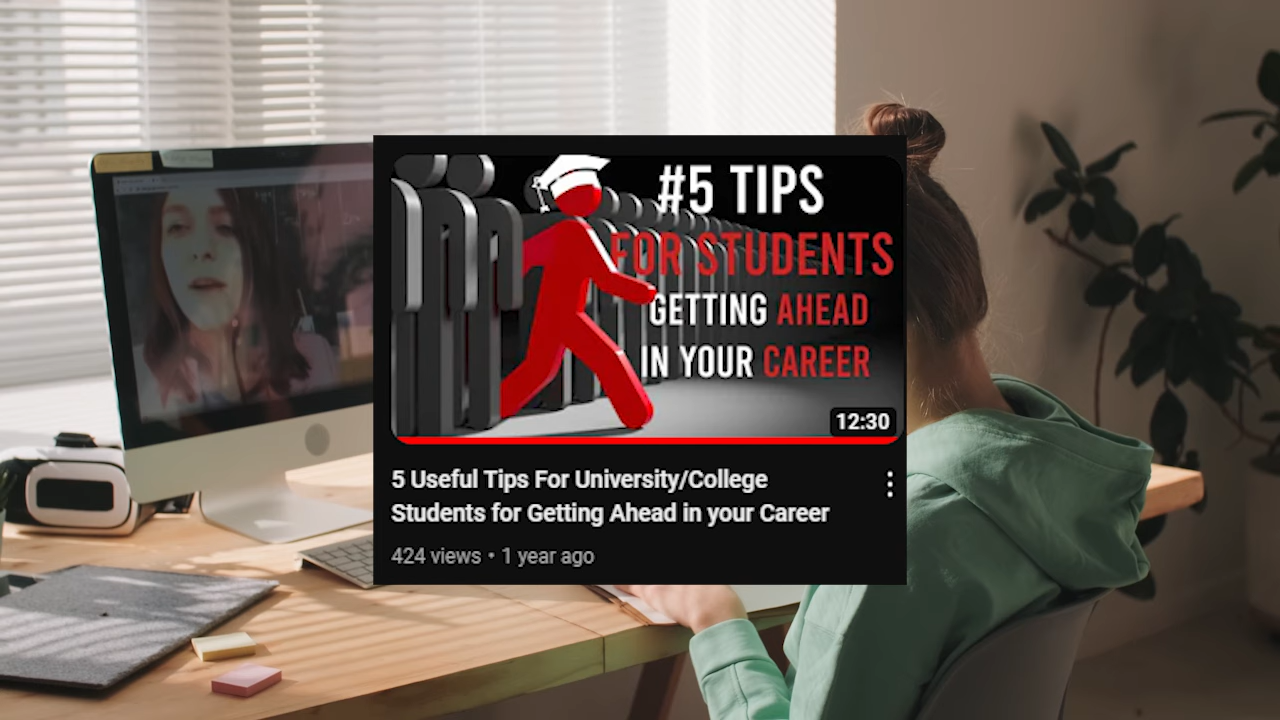 #5 TIPS
FOR STUDENTS
GETTING AHEAD
IN YOUR CAREER
12:30
5 Useful Tips For University/College
Students for Getting Ahead in your Career
424 views • 1 year ago